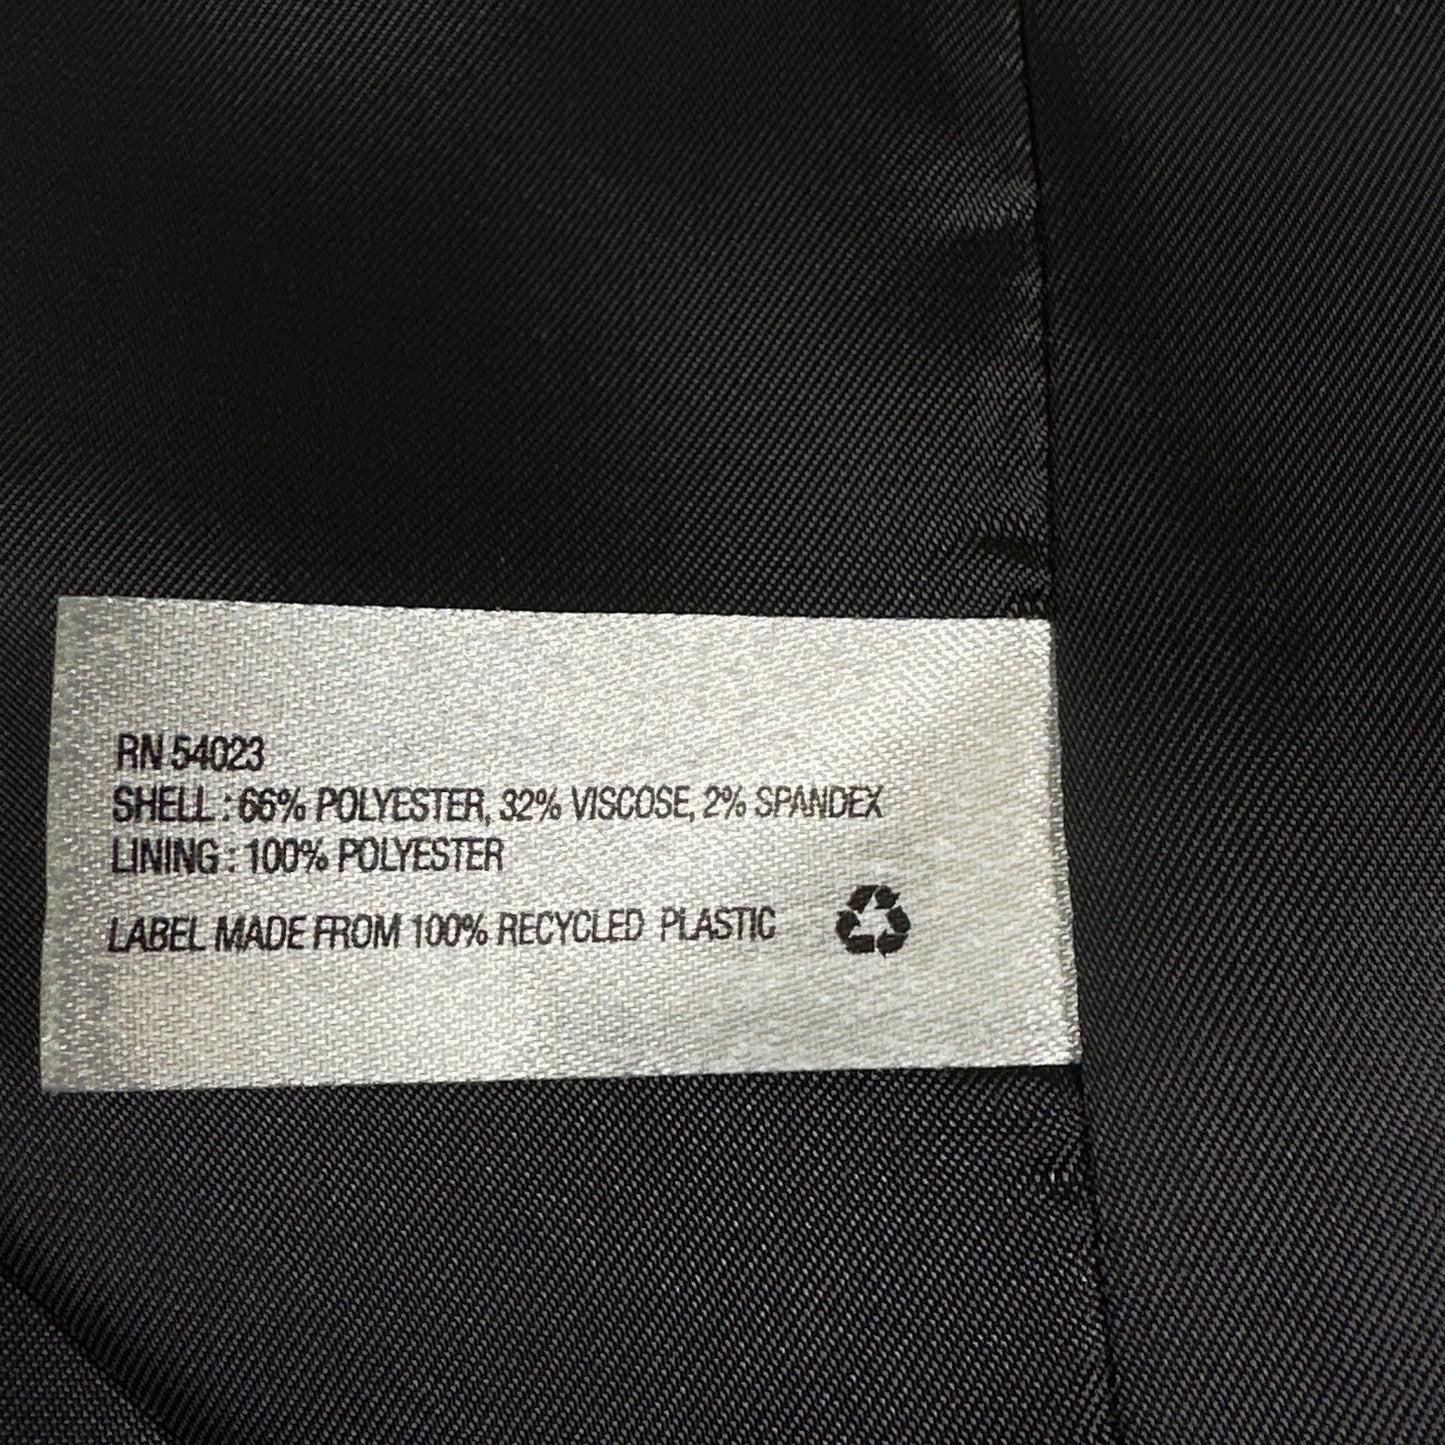 RN 54023
SHELL : 66% POLYESTER, 32% VISCOSE, 2% SPANDEX
LINING : 100% POLYESTER
LABEL MADE FROM 100% RECYCLED PLASTIC